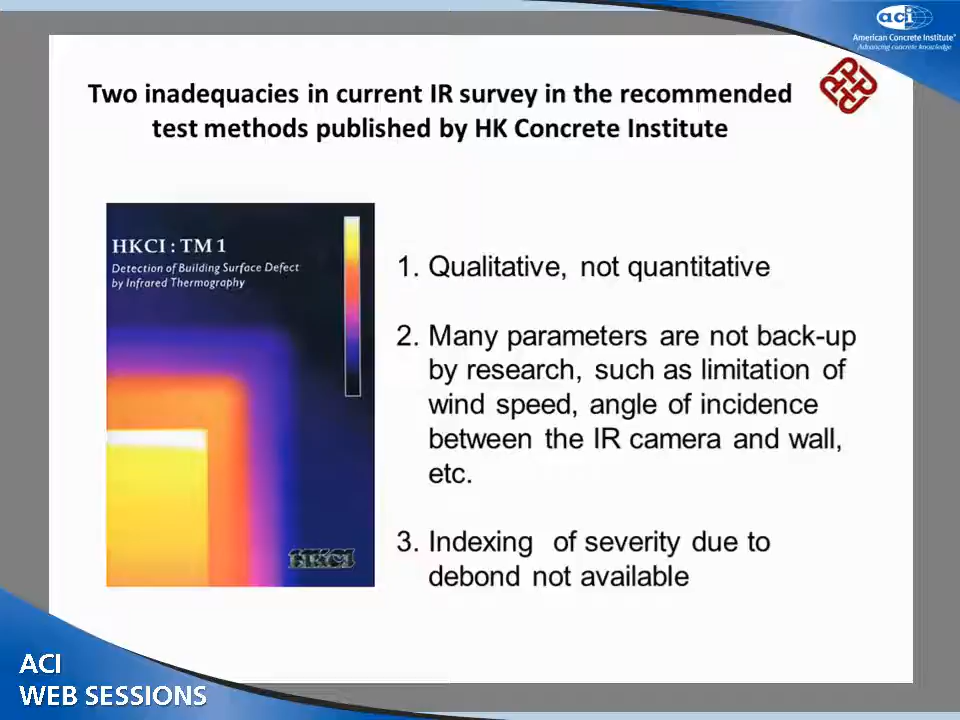 aci
American Concrete Institute®
Advancing concrete knowledge
Two inadequacies in current IR survey in the recommended
test methods published by HK Concrete Institute
HKCI : TM 1
Detection of Building Surface Defect
by Infrared Thermography
HKCI
1. Qualitative, not quantitative
2. Many parameters are not back-up
by research, such as limitation of
wind speed, angle of incidence
between the IR camera and wall,
etc.
3. Indexing of severity due to
debond not available
ACI
WEB SESSIONS